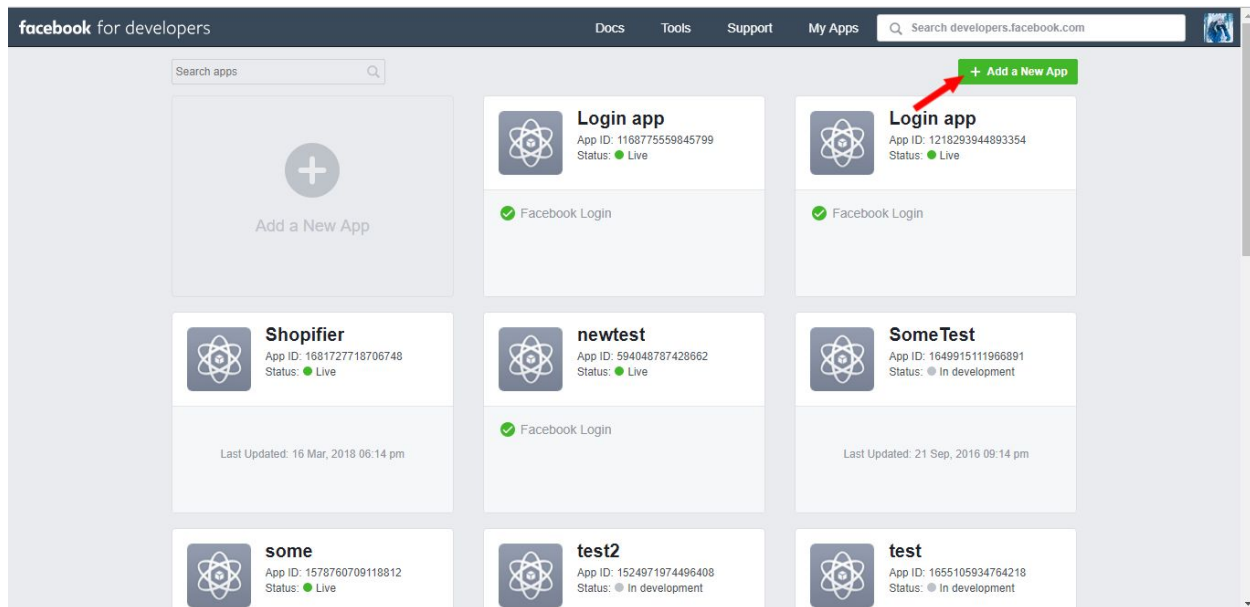 facebook for developers
Docs
Tools
Support
My Apps
Search developers.facebook.com
Search apps
+ Add a New App
Add a New App
Login app
App ID: 1168775559845799
Status: Live
Facebook Login
Login app
App ID: 1218293944893354
Status: Live
Facebook Login
Shopifier
App ID: 1681727718706748
Status: Live
Last Updated: 16 Mar, 2018 06:14 pm
newtest
App ID: 594048787428662
Status: Live
Facebook Login
SomeTest
App ID: 1649915111966891
Status: In development
Last Updated: 21 Sep, 2016 09:14 pm
some
App ID: 1578760709118812
Status: Live
test2
App ID: 1524971974496408
Status: In development
test
App ID: 1655105934764218
Status: In development